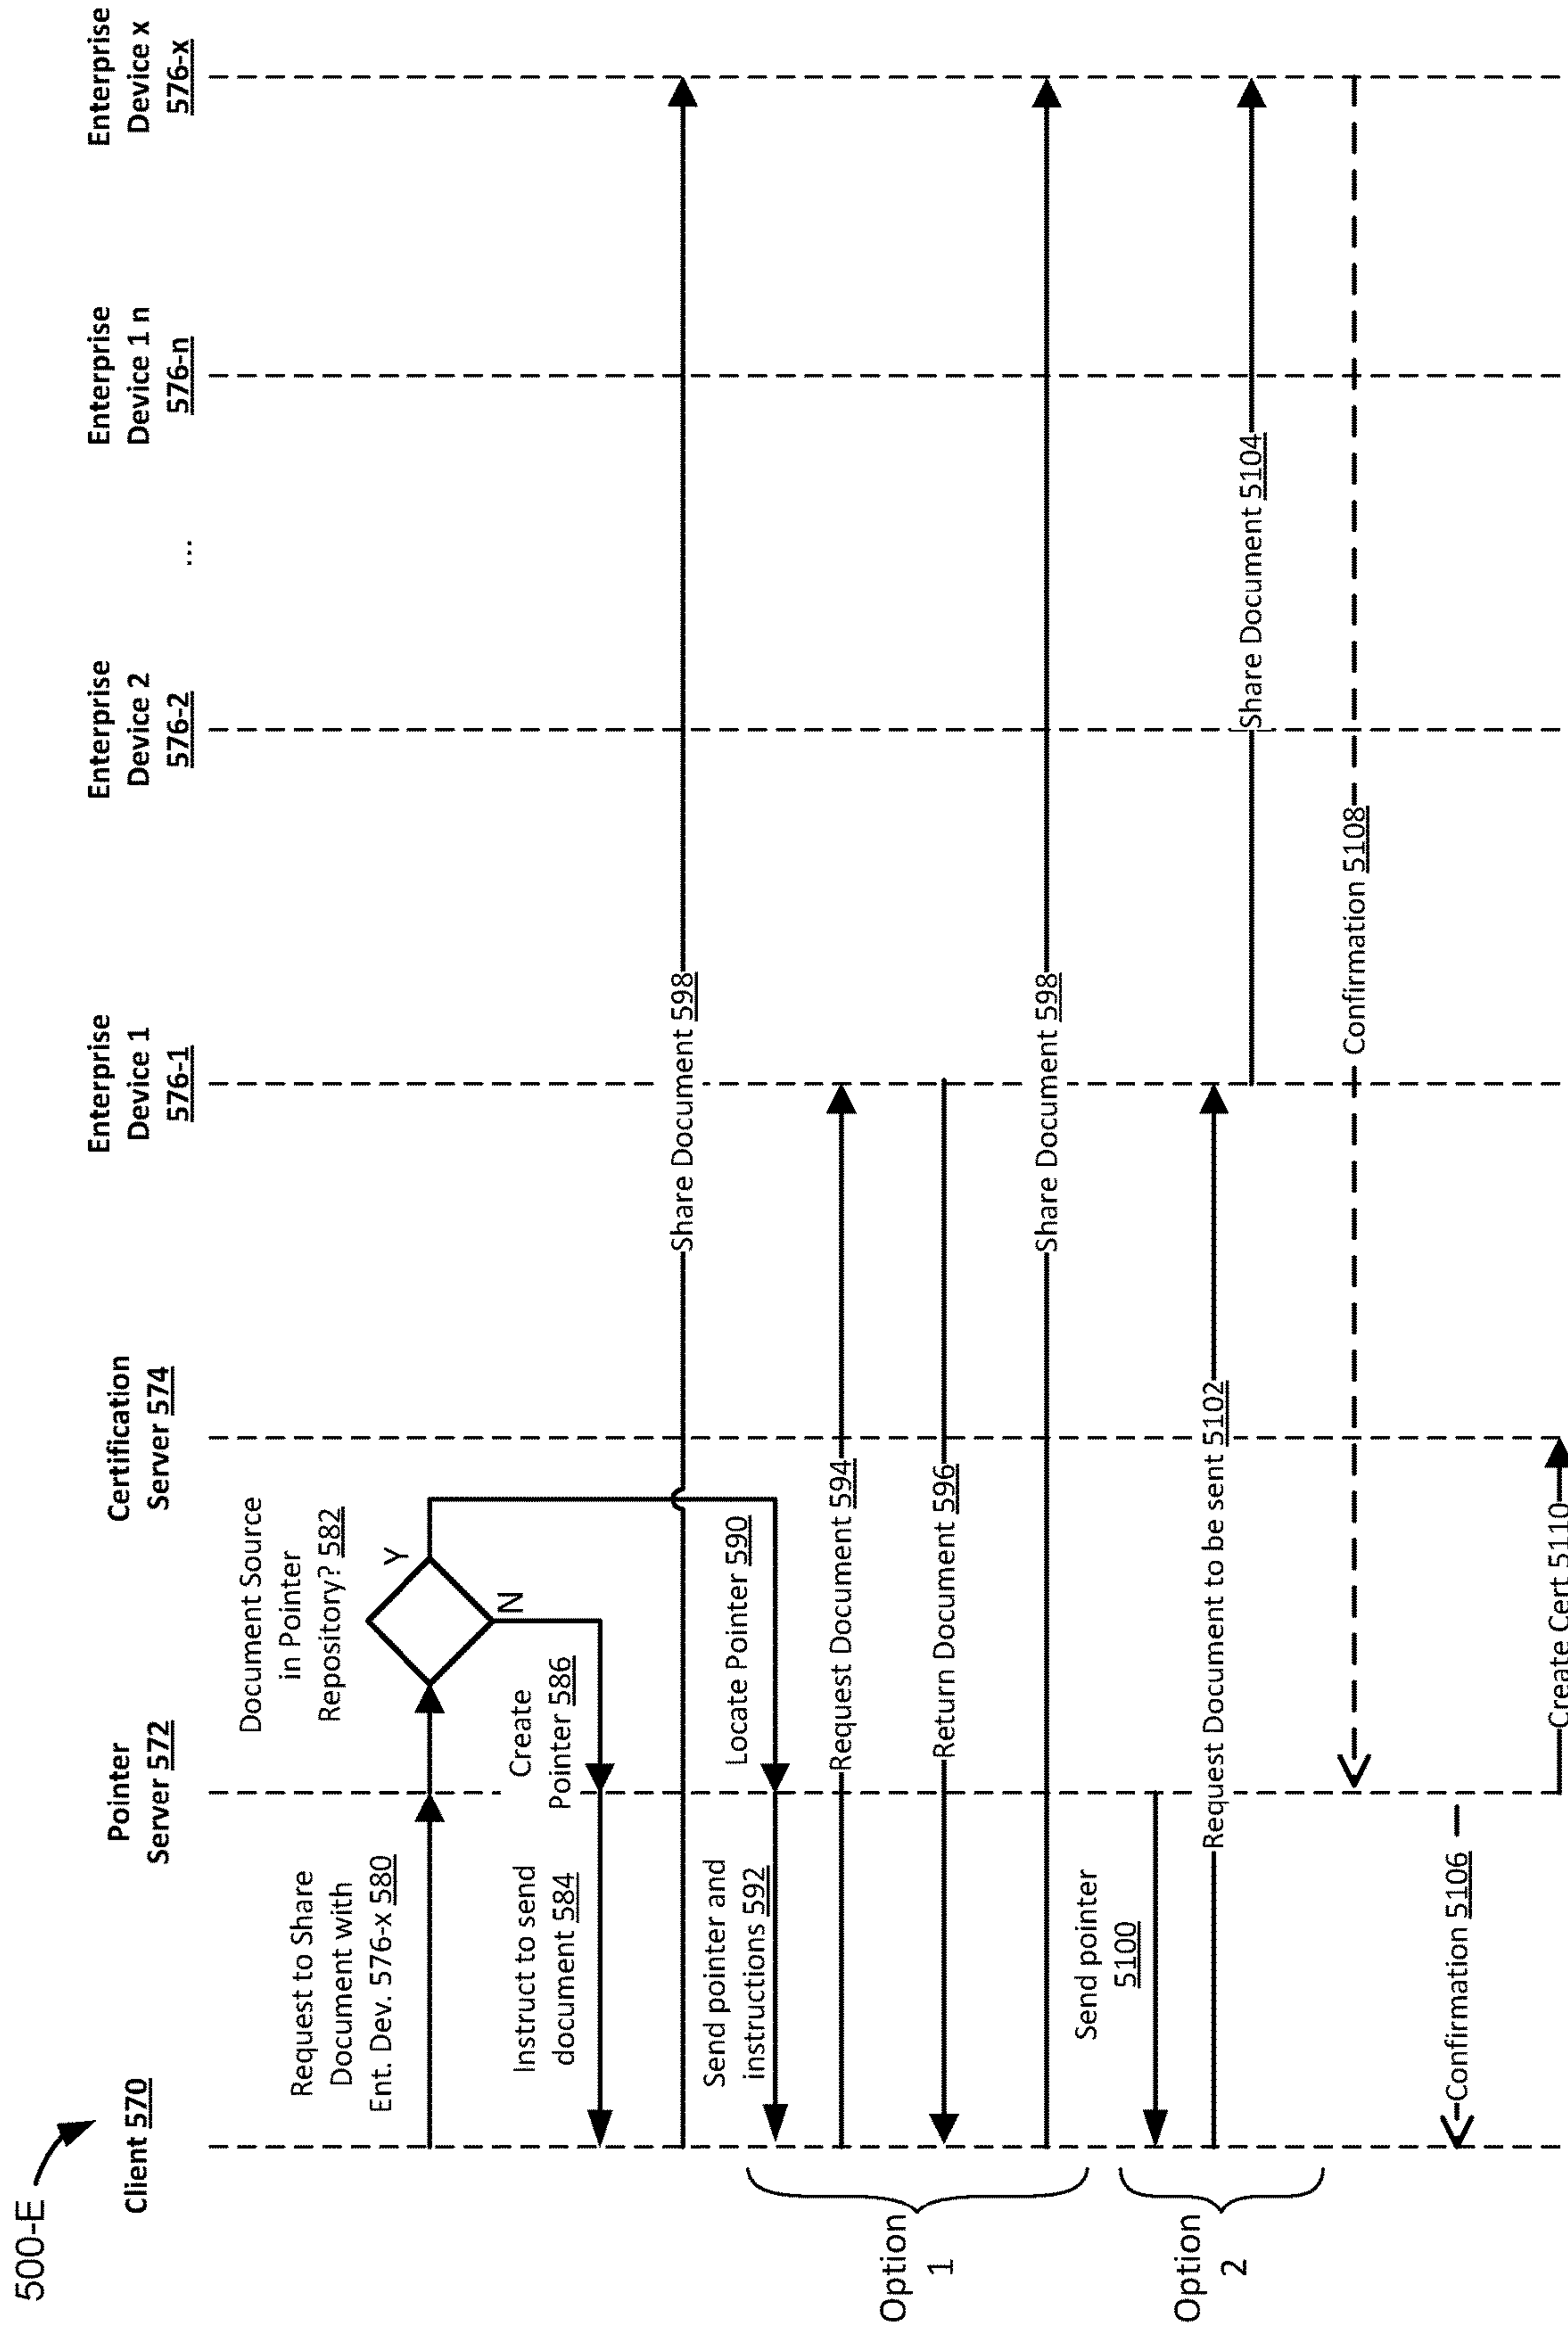 500-E
Client 570
Pointer
Server 572
Certification
Server 574
Enterprise
Device 1
576-1
Enterprise
Device 2
576-2
...
Enterprise
Device 1 n
576-n
Enterprise
Device x
576-x
Request to Share
Document with
Ent. Dev. 576-x 580
Document Source
in Pointer
Repository? 582
Y
N
Instruct to send
document 584
Create
Pointer 586
Share Document 598
Send pointer and
instructions 592
Locate Pointer 590
Option
1
Request Document 594
Return Document 596
Share Document 598
Option
2
Send pointer
5100
Request Document to be sent 5102
Share Document 5104
Confirmation 5108
Confirmation 5106
Create Cert 5110